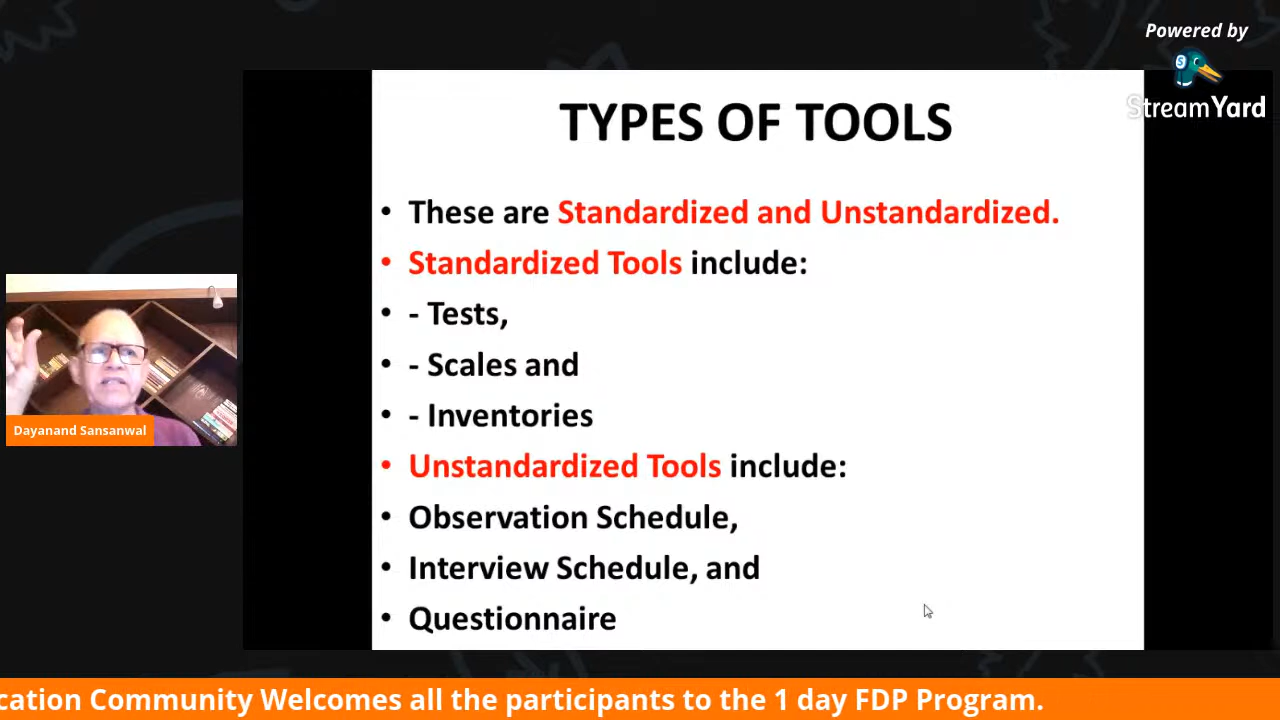 Powered by
StreamYard
TYPES OF TOOLS
• These are Standardized and Unstandardized.
• Standardized Tools include:
• - Tests,
• - Scales and
• - Inventories
• Unstandardized Tools include:
• Observation Schedule,
• Interview Schedule, and
• Questionnaire
Dayanand Sansanwal
cation Community Welcomes all the participants to the 1 day FDP Program.